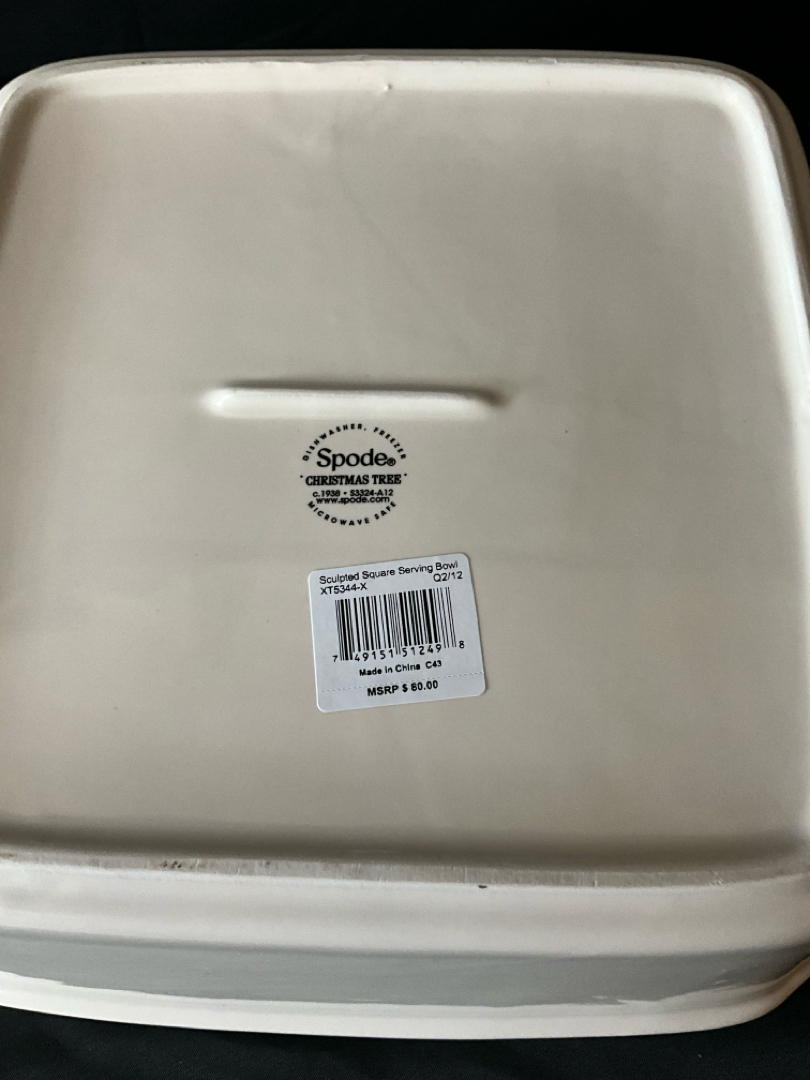 DISHWASHER, FREEZER
Spode®
· CHRISTMAS TREE ·
c.1938 · S3324-A12
www.spode.com
MICROWAVE SAFE
Sculpted Square Serving Bowl
XT5344-X Q2/12
7 49151 51249 8
Made in China C43
MSRP $ 80.00